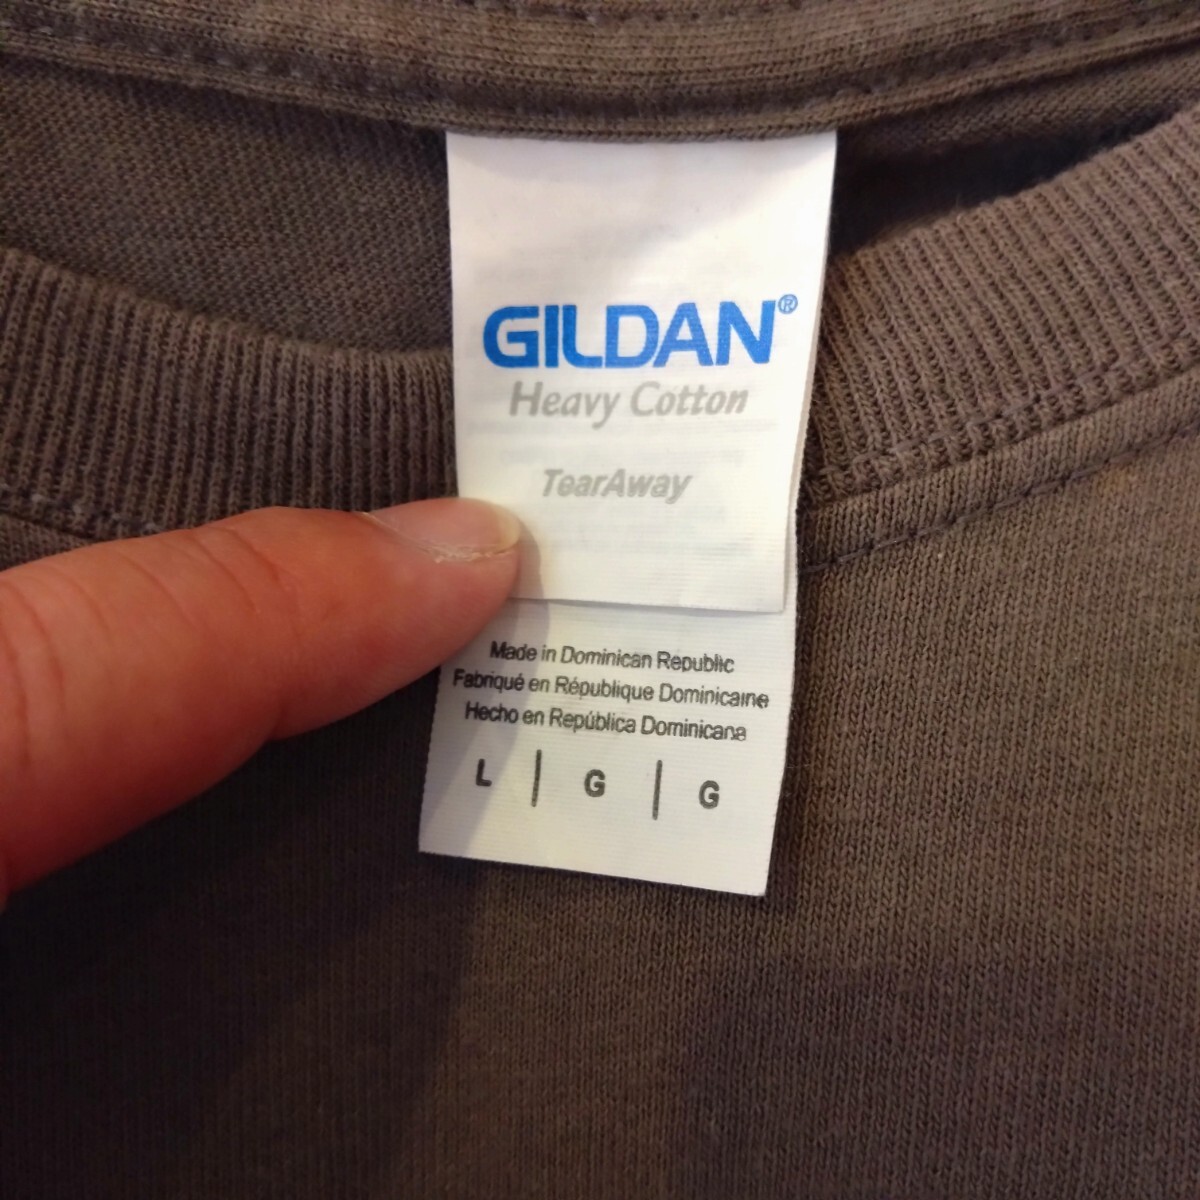 GILDAN®
Heavy Cotton
TearAway
Made in Dominican Republic
Fabriqué en République Dominicaine
Hecho en República Dominicana
L | G | G